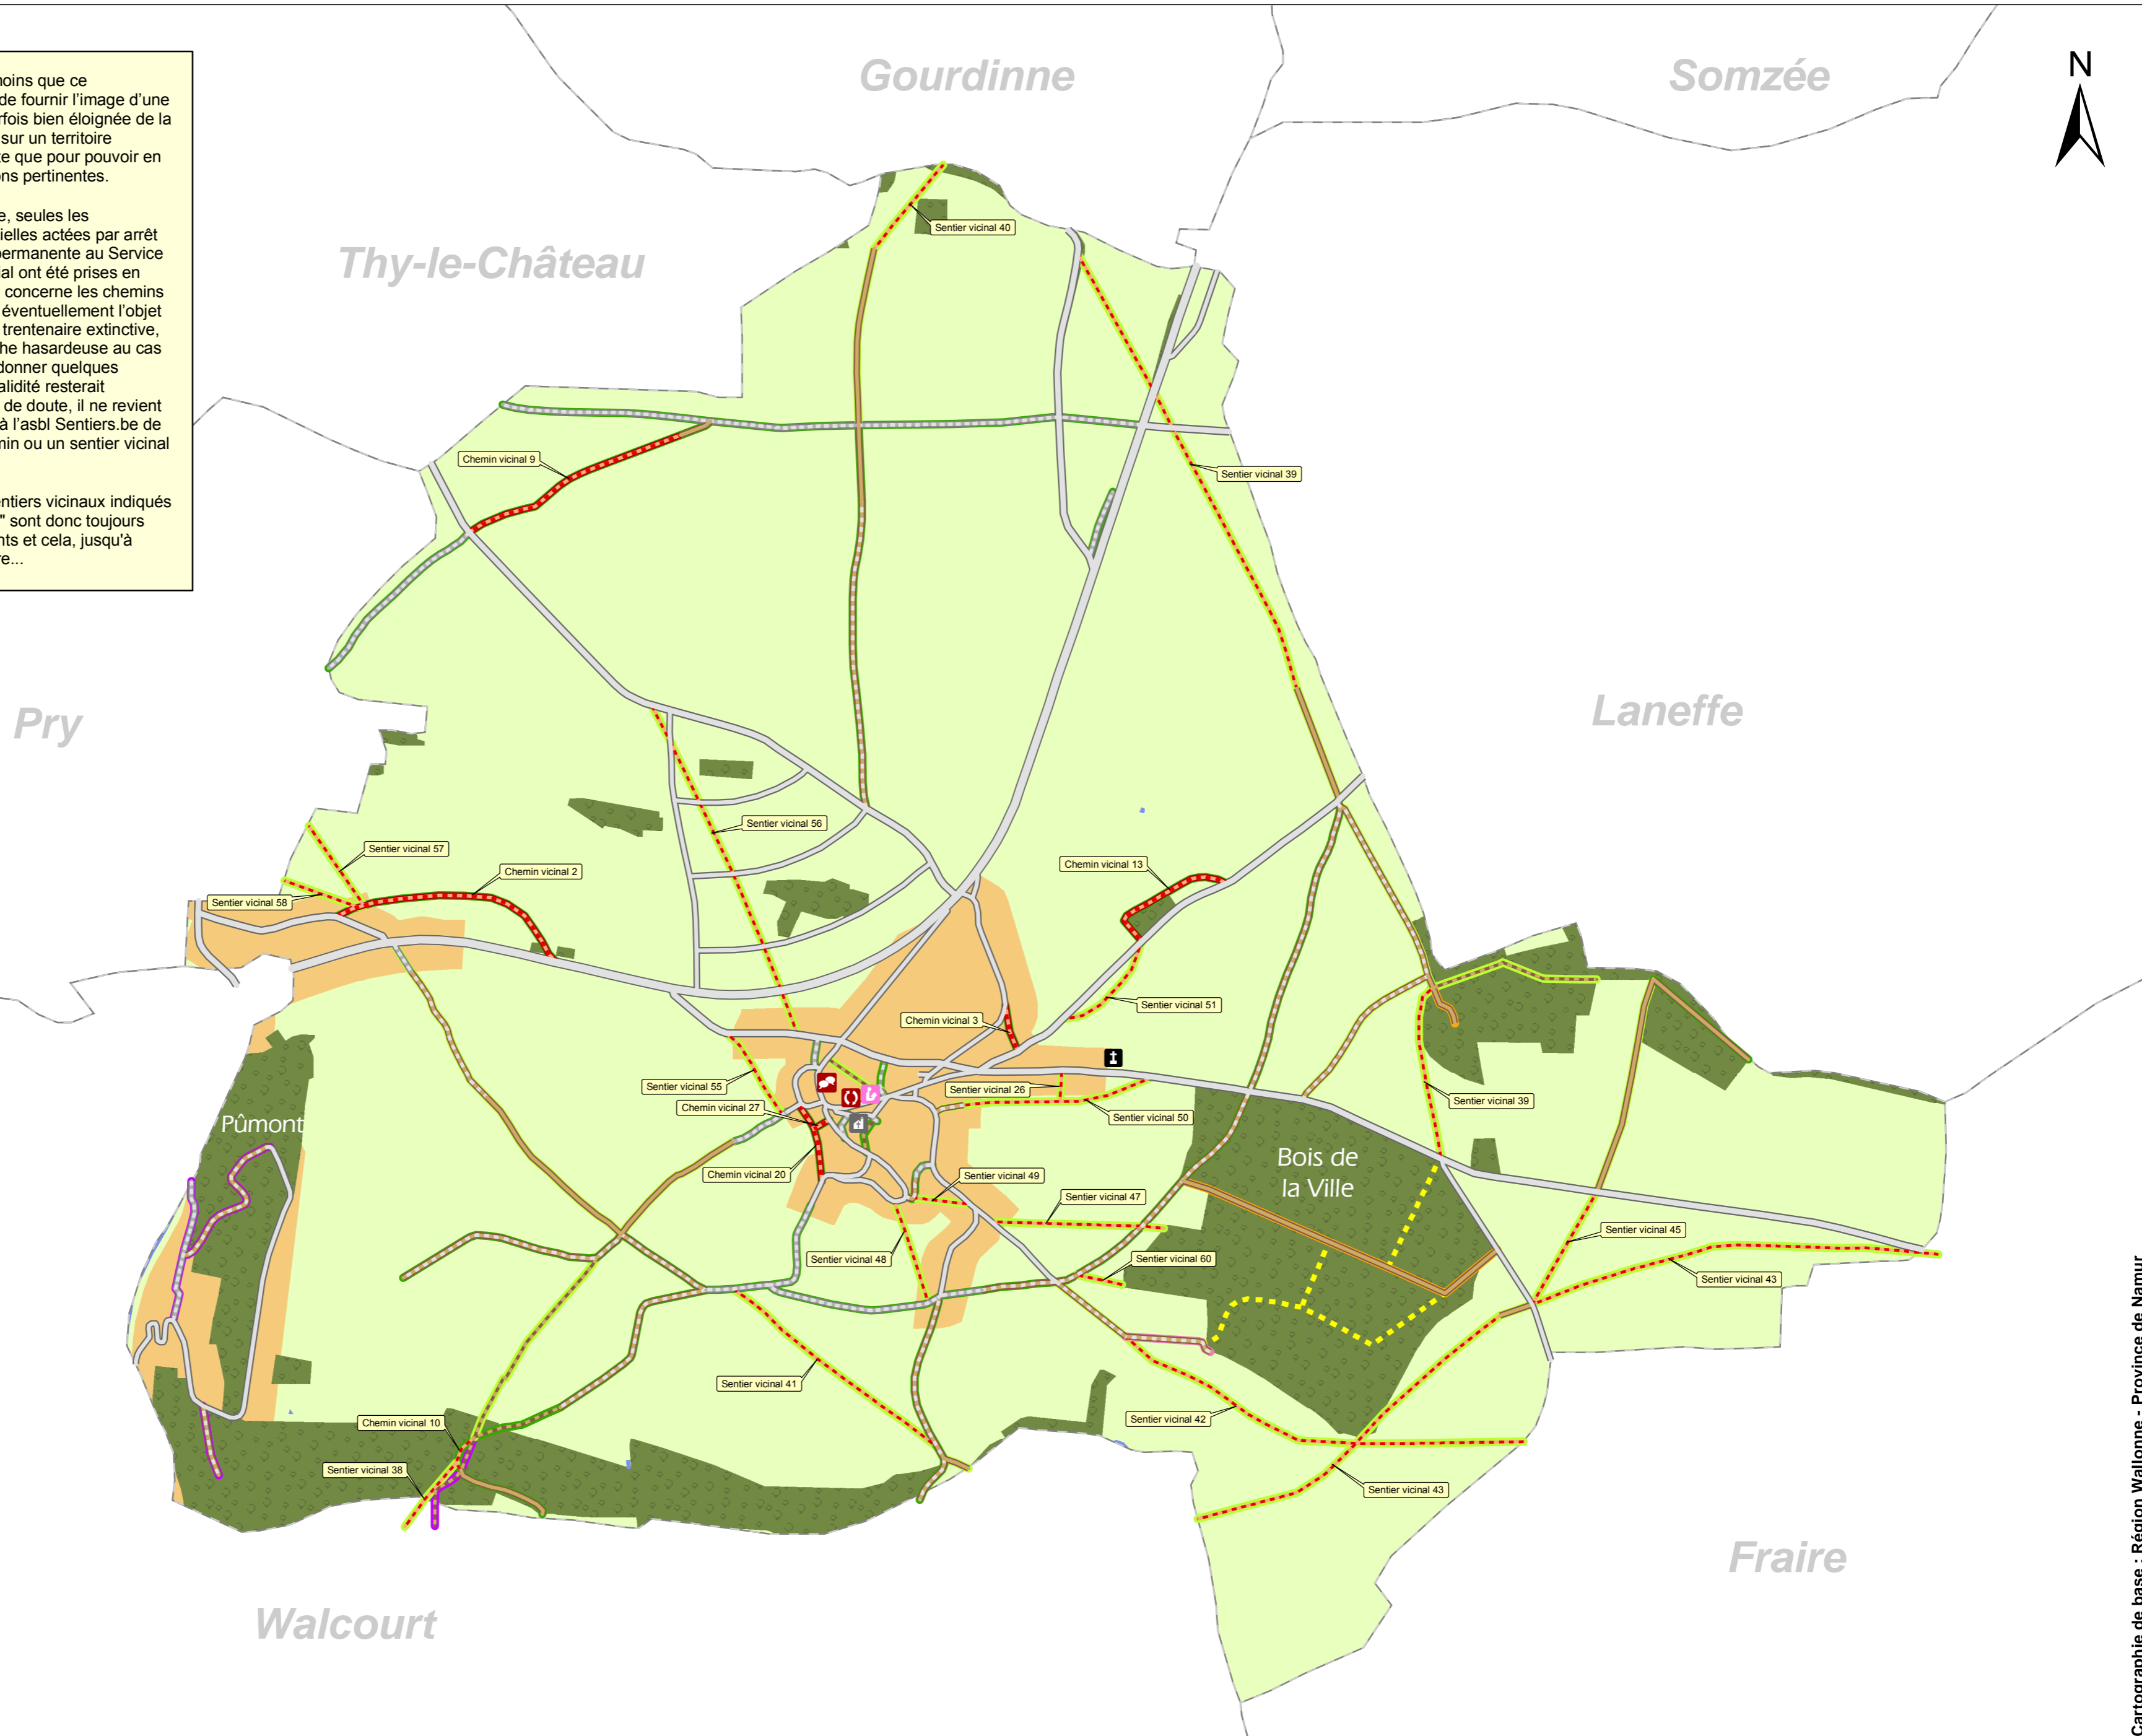 Gourdinne
Somzée
N
moins que ce
de fournir l'image d'une
rfois bien éloignée de la
sur un territoire
te que pour pouvoir en
ons pertinentes.
e, seules les
ielles actées par arrêt
permanente au Service
ial ont été prises en
concerne les chemins
éventuellement l'objet
trentenaire extinctive,
che hasardeuse au cas
donner quelques
alidité resterait
de doute, il ne revient
à l'asbl Sentiers.be de
min ou un sentier vicinal
entiers vicinaux indiqués
" sont donc toujours
nts et cela, jusqu'à
re...
Sentier vicinal 40
Thy-le-Château
Chemin vicinal 9
Sentier vicinal 39
Pry
Laneffe
Sentier vicinal 56
Sentier vicinal 57
Chemin vicinal 2
Chemin vicinal 13
Sentier vicinal 58
Sentier vicinal 51
Chemin vicinal 3
Sentier vicinal 55
Sentier vicinal 26
Chemin vicinal 27
Sentier vicinal 50
Sentier vicinal 39
Pûmont
Bois de
la Ville
Chemin vicinal 20
Sentier vicinal 49
Sentier vicinal 47
Sentier vicinal 45
Sentier vicinal 48
Sentier vicinal 60
Sentier vicinal 43
Sentier vicinal 41
Chemin vicinal 10
Sentier vicinal 42
Sentier vicinal 38
Sentier vicinal 43
Fraire
Walcourt
Cartographie de base : Région Wallonne - Province de Namur